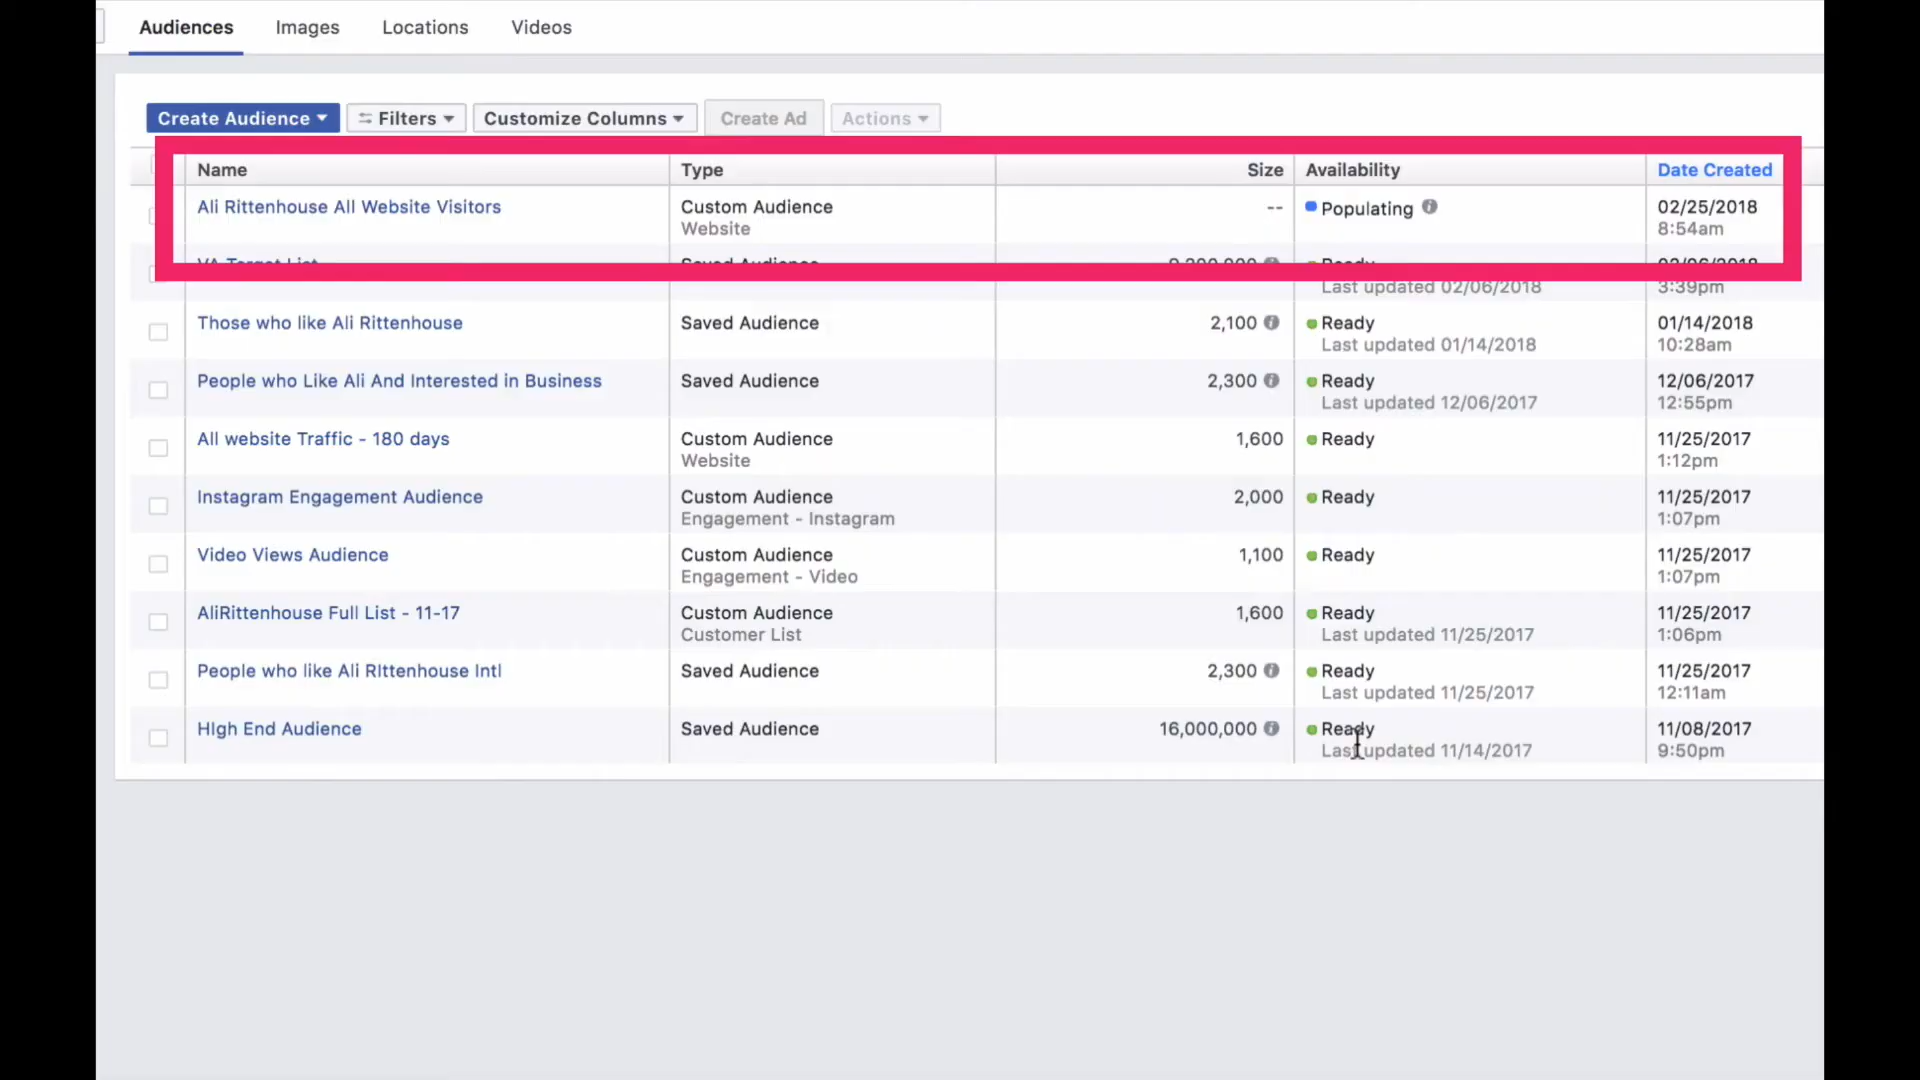 Audiences Images Locations Videos
Create Audience Filters Customize Columns Create Ad Actions
Name Type Size Availability Date Created
Ali Rittenhouse All Website Visitors Custom Audience -- Populating 02/25/2018
Website 8:54am
VA Target List Saved Audience Ready 02/06/2018
Last updated 02/06/2018 3:39pm
Those who like Ali Rittenhouse Saved Audience 2,100 Ready 01/14/2018
Last updated 01/14/2018 10:28am
People who Like Ali And Interested in Business Saved Audience 2,300 Ready 12/06/2017
Last updated 12/06/2017 12:55pm
All website Traffic - 180 days Custom Audience 1,600 Ready 11/25/2017
Website 1:12pm
Instagram Engagement Audience Custom Audience 2,000 Ready 11/25/2017
Engagement - Instagram 1:07pm
Video Views Audience Custom Audience 1,100 Ready 11/25/2017
Engagement - Video 1:07pm
AliRittenhouse Full List - 11-17 Custom Audience 1,600 Ready 11/25/2017
Customer List Last updated 11/25/2017 1:06pm
People who like Ali RIttenhouse Intl Saved Audience 2,300 Ready 11/25/2017
Last updated 11/25/2017 12:11am
HIgh End Audience Saved Audience 16,000,000 Ready 11/08/2017
Last updated 11/14/2017 9:50pm